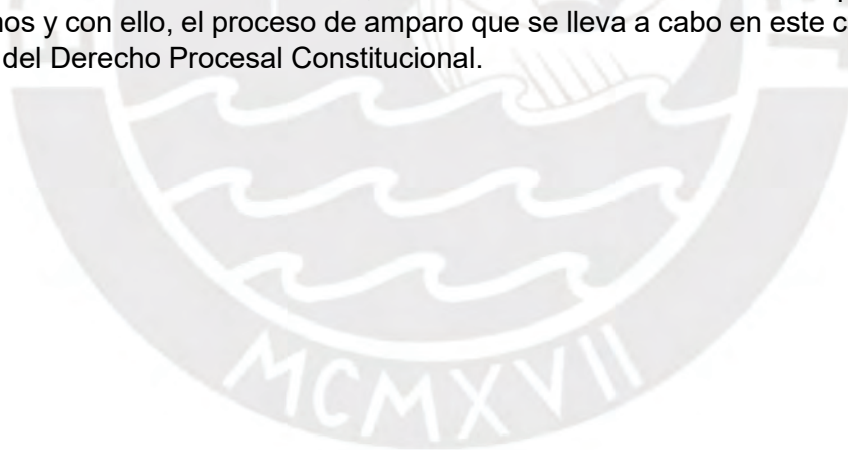 nos y con ello, el proceso de amparo que se lleva a cabo en este c
del Derecho Procesal Constitucional.
MCMXVII